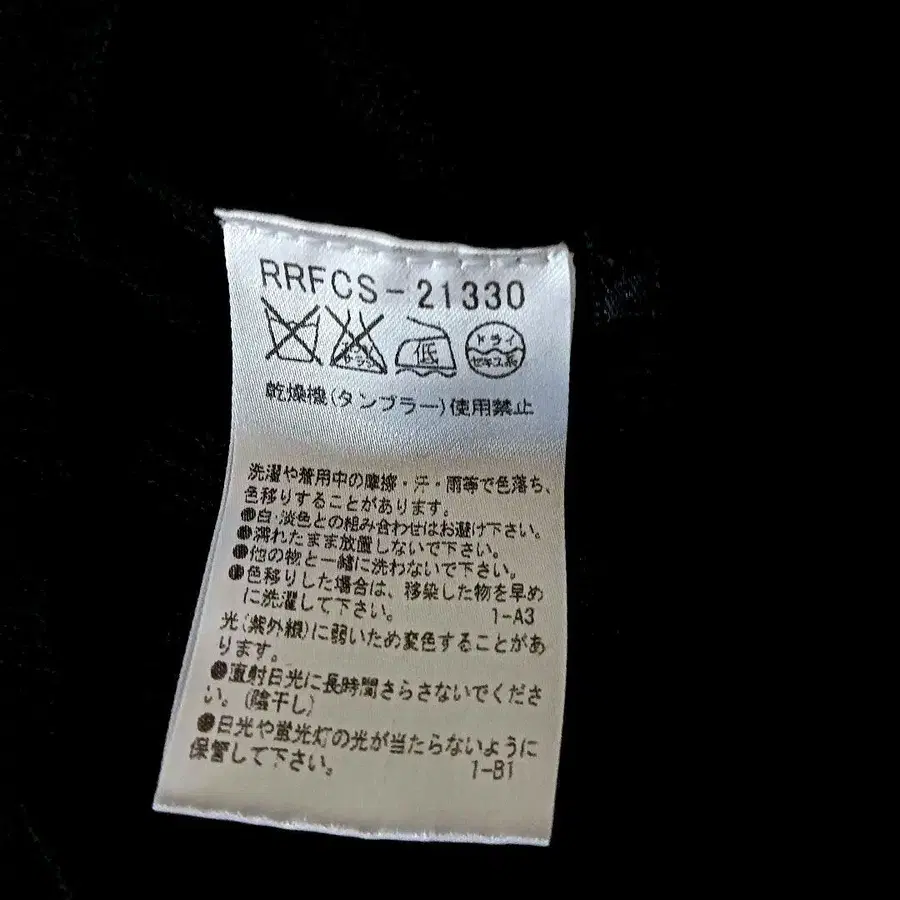 RRFCS-21330
低
ドライ
セキユ系
乾燥機(タンブラー)使用禁止
洗濯や着用中の摩擦・汗・雨等で色落ち、
色移りすることがあります。
●白・淡色との組み合わせはお避け下さい。
●濡れたまま放置しないで下さい。
●他の物と一緒に洗わないで下さい。
●色移りした場合は、移染した物を早め
に洗濯して下さい。 1-A3
光(紫外線)に弱いため変色することがあ
ります。
●直射日光に長時間さらさないでくださ
い。(陰干し)
●日光や蛍光灯の光が当たらないように
保管して下さい。 1-B1